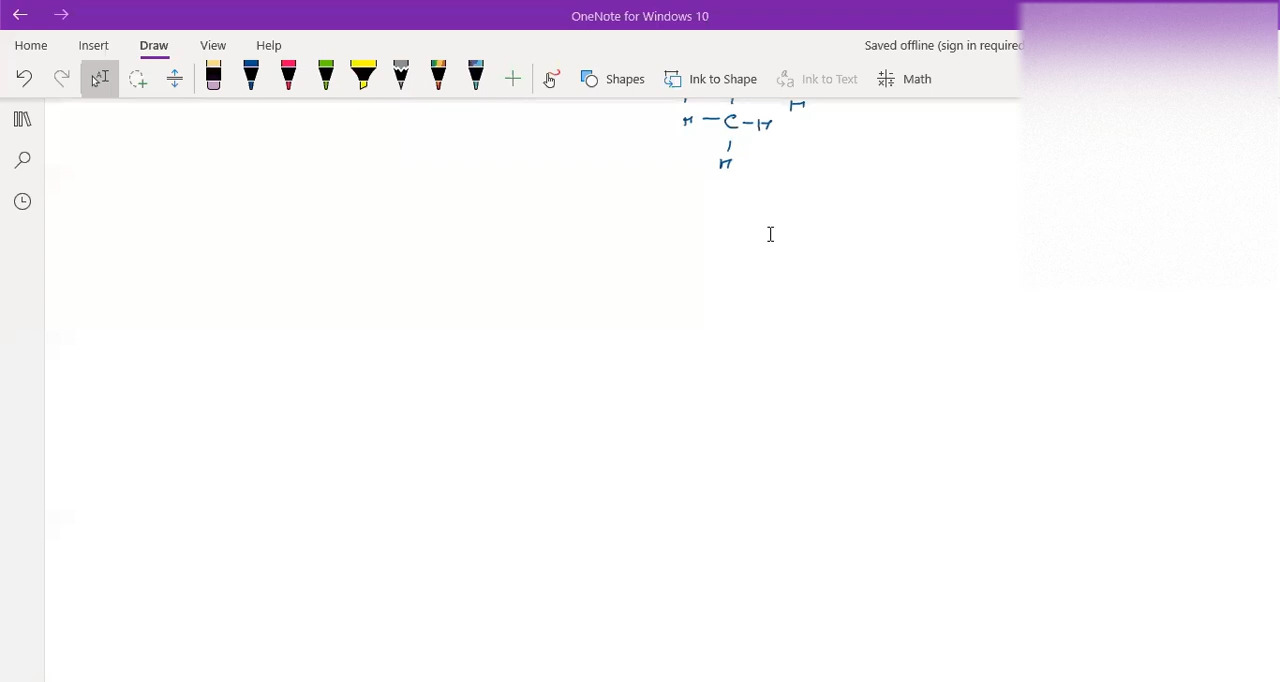 OneNote for Windows 10
Home Insert Draw View Help Saved offline (sign in required
Shapes Ink to Shape Ink to Text Math
H
H - C - H
H